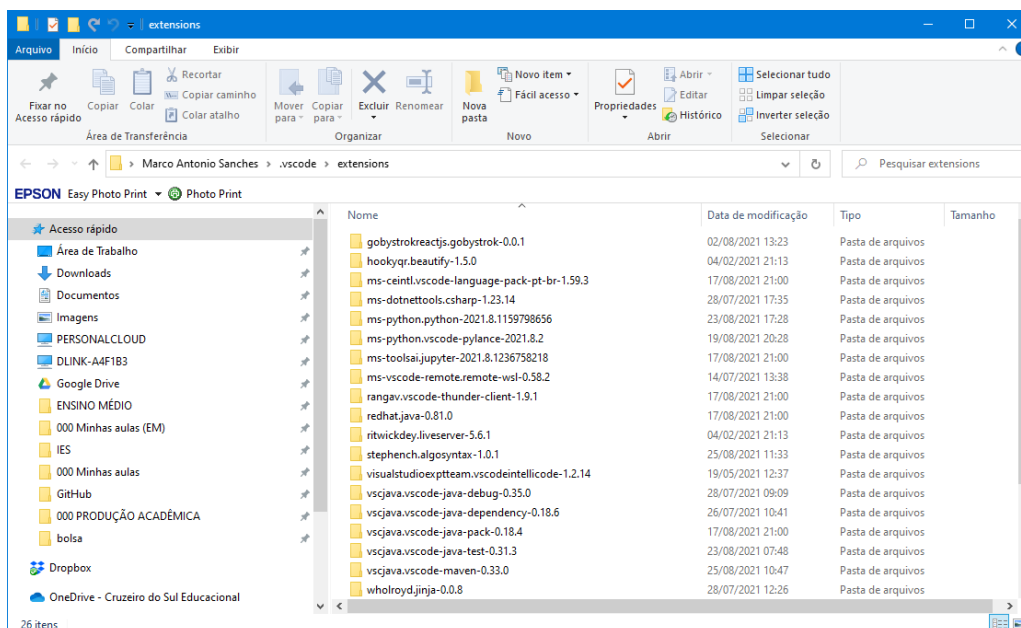 extensions
Arquivo Início Compartilhar Exibir
Fixar no Acesso rápido
Copiar
Colar
Recortar
Copiar caminho
Colar atalho
Área de Transferência
Mover para
Copiar para
Excluir
Renomear
Organizar
Nova pasta
Novo item
Fácil acesso
Novo
Propriedades
Abrir
Editar
Histórico
Abrir
Selecionar tudo
Limpar seleção
Inverter seleção
Selecionar
Marco Antonio Sanches > .vscode > extensions
Pesquisar extensions
EPSON Easy Photo Print Photo Print
Acesso rápido
Área de Trabalho
Downloads
Documentos
Imagens
PERSONALCLOUD
DLINK-A4F1B3
Google Drive
ENSINO MÉDIO
000 Minhas aulas (EM)
IES
000 Minhas aulas
GitHub
000 PRODUÇÃO ACADÊMICA
bolsa
Dropbox
OneDrive - Cruzeiro do Sul Educacional
Nome Data de modificação Tipo Tamanho
gobystrokreactjs.gobystrok-0.0.1 02/08/2021 13:23 Pasta de arquivos
hookyqr.beautify-1.5.0 04/02/2021 21:13 Pasta de arquivos
ms-ceintl.vscode-language-pack-pt-br-1.59.3 17/08/2021 21:00 Pasta de arquivos
ms-dotnettools.csharp-1.23.14 28/07/2021 17:35 Pasta de arquivos
ms-python.python-2021.8.1159798656 23/08/2021 17:28 Pasta de arquivos
ms-python.vscode-pylance-2021.8.2 19/08/2021 20:28 Pasta de arquivos
ms-toolsai.jupyter-2021.8.1236758218 17/08/2021 21:00 Pasta de arquivos
ms-vscode-remote.remote-wsl-0.58.2 14/07/2021 13:38 Pasta de arquivos
rangav.vscode-thunder-client-1.9.1 17/08/2021 21:00 Pasta de arquivos
redhat.java-0.81.0 17/08/2021 21:00 Pasta de arquivos
ritwickdey.liveserver-5.6.1 04/02/2021 21:13 Pasta de arquivos
stephench.algosyntax-1.0.1 25/08/2021 11:33 Pasta de arquivos
visualstudioexptteam.vscodeintellicode-1.2.14 19/05/2021 12:37 Pasta de arquivos
vscjava.vscode-java-debug-0.35.0 28/07/2021 09:09 Pasta de arquivos
vscjava.vscode-java-dependency-0.18.6 26/07/2021 10:41 Pasta de arquivos
vscjava.vscode-java-pack-0.18.4 17/08/2021 21:00 Pasta de arquivos
vscjava.vscode-java-test-0.31.3 23/08/2021 07:48 Pasta de arquivos
vscjava.vscode-maven-0.33.0 25/08/2021 10:47 Pasta de arquivos
wholroyd.jinja-0.0.8 28/07/2021 12:26 Pasta de arquivos
26 itens